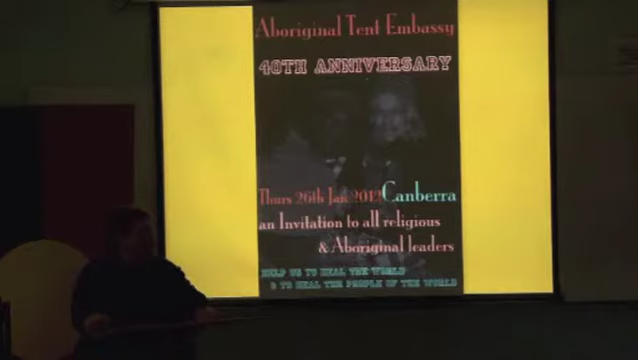 Aboriginal Tent Embassy
40TH ANNIVERSARY
Thurs 26th Jan 2012 Canberra
an Invitation to all religious
& Aboriginal leaders
HELP US TO HEAL THE WORLD
& TO HEAL THE PEOPLE OF THE WORLD